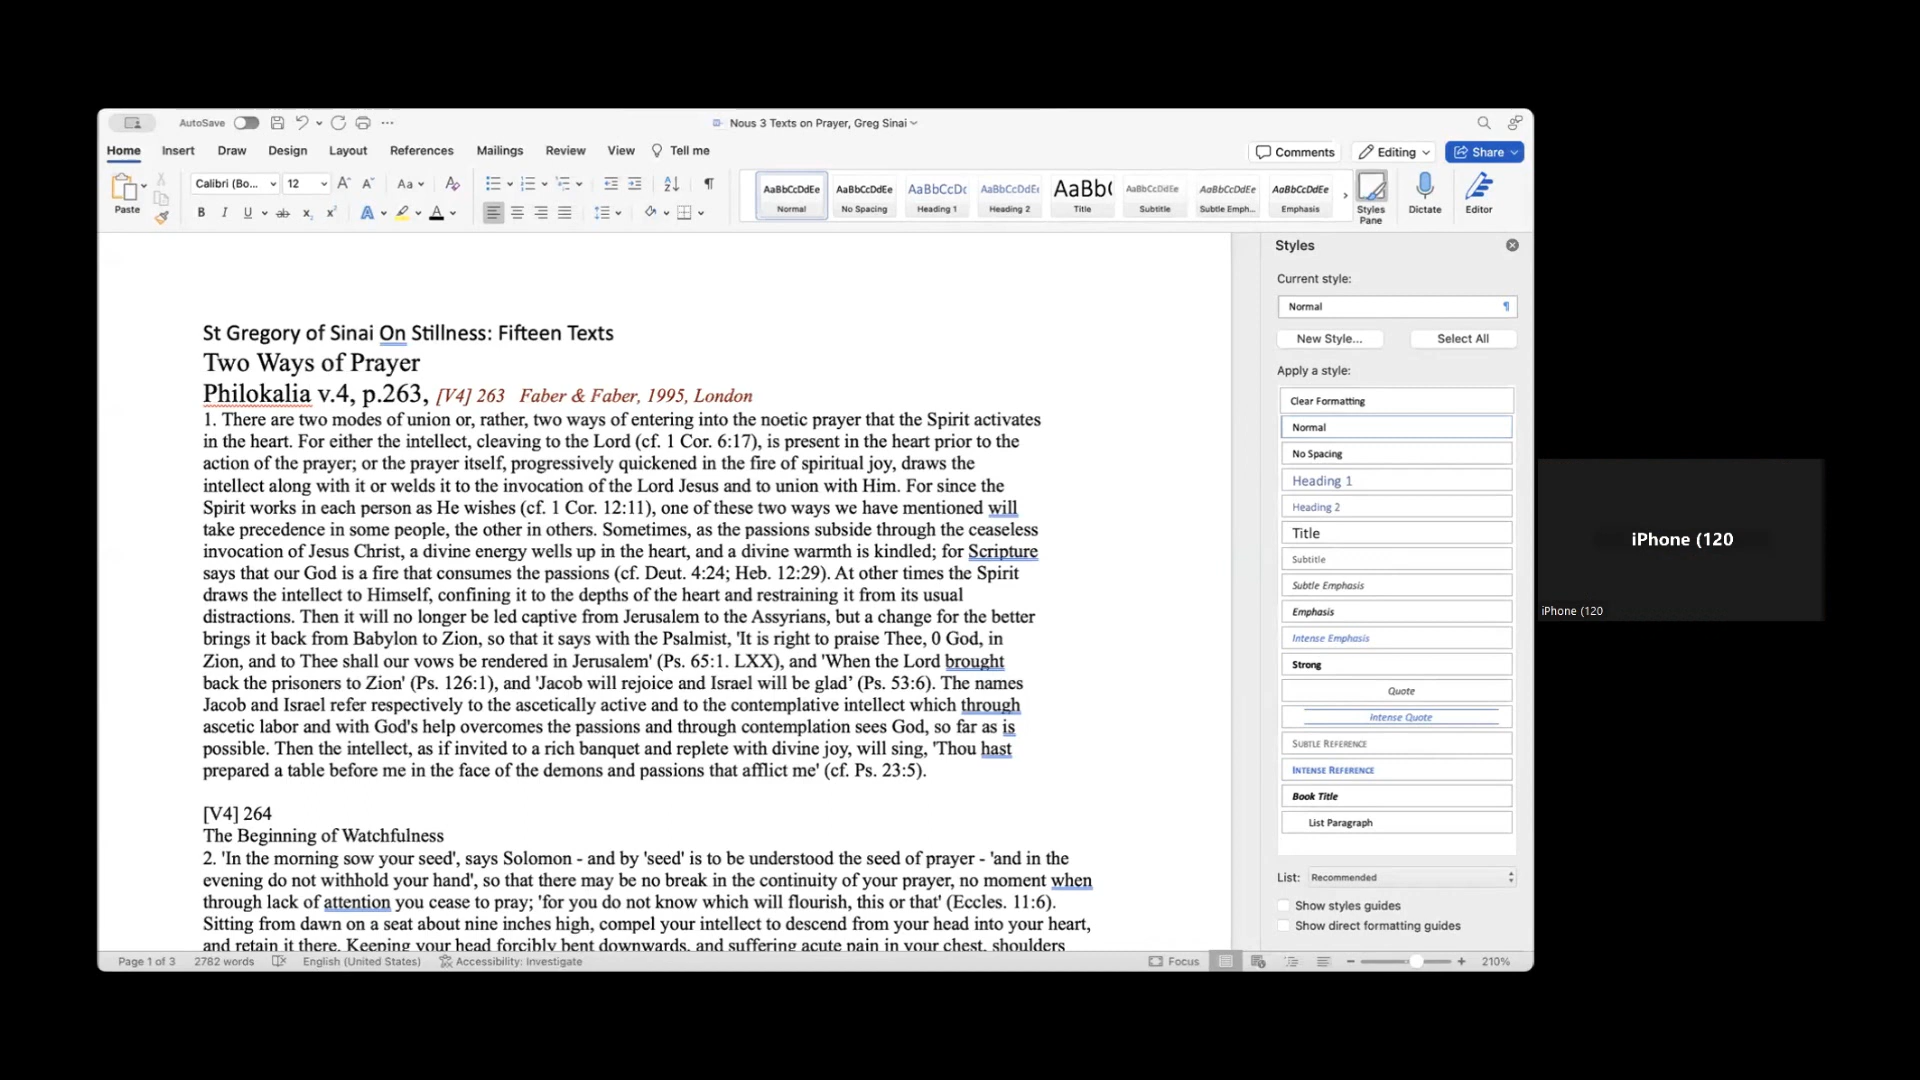 AutoSave
Nous 3 Texts on Prayer, Greg Sinai
Home Insert Draw Design Layout References Mailings Review View Tell me
Comments Editing Share
Paste
Calibri (Bo... 12
AaBbCcDdEe AaBbCcDdEe AaBbCcDc AaBbCcDdEe AaBb( AaBbCcDdEe AaBbCcDdEe AaBbCcDdEe
Normal No Spacing Heading 1 Heading 2 Title Subtitle Subtle Emph... Emphasis
Styles Pane
Dictate
Editor
St Gregory of Sinai On Stillness: Fifteen Texts
Two Ways of Prayer
Philokalia v.4, p.263, [V4] 263 Faber & Faber, 1995, London
1. There are two modes of union or, rather, two ways of entering into the noetic prayer that the Spirit activates
in the heart. For either the intellect, cleaving to the Lord (cf. 1 Cor. 6:17), is present in the heart prior to the
action of the prayer; or the prayer itself, progressively quickened in the fire of spiritual joy, draws the
intellect along with it or welds it to the invocation of the Lord Jesus and to union with Him. For since the
Spirit works in each person as He wishes (cf. 1 Cor. 12:11), one of these two ways we have mentioned will
take precedence in some people, the other in others. Sometimes, as the passions subside through the ceaseless
invocation of Jesus Christ, a divine energy wells up in the heart, and a divine warmth is kindled; for Scripture
says that our God is a fire that consumes the passions (cf. Deut. 4:24; Heb. 12:29). At other times the Spirit
draws the intellect to Himself, confining it to the depths of the heart and restraining it from its usual
distractions. Then it will no longer be led captive from Jerusalem to the Assyrians, but a change for the better
brings it back from Babylon to Zion, so that it says with the Psalmist, 'It is right to praise Thee, 0 God, in
Zion, and to Thee shall our vows be rendered in Jerusalem' (Ps. 65:1. LXX), and 'When the Lord brought
back the prisoners to Zion' (Ps. 126:1), and 'Jacob will rejoice and Israel will be glad’ (Ps. 53:6). The names
Jacob and Israel refer respectively to the ascetically active and to the contemplative intellect which through
ascetic labor and with God's help overcomes the passions and through contemplation sees God, so far as is
possible. Then the intellect, as if invited to a rich banquet and replete with divine joy, will sing, 'Thou hast
prepared a table before me in the face of the demons and passions that afflict me' (cf. Ps. 23:5).
[V4] 264
The Beginning of Watchfulness
2. 'In the morning sow your seed', says Solomon - and by 'seed' is to be understood the seed of prayer - 'and in the
evening do not withhold your hand', so that there may be no break in the continuity of your prayer, no moment when
through lack of attention you cease to pray; 'for you do not know which will flourish, this or that' (Eccles. 11:6).
Sitting from dawn on a seat about nine inches high, compel your intellect to descend from your head into your heart,
and retain it there. Keeping your head forcibly bent downwards, and suffering acute pain in your chest, shoulders
Styles
Current style:
Normal
New Style... Select All
Apply a style:
Clear Formatting
Normal
No Spacing
Heading 1
Heading 2
Title
Subtitle
Subtle Emphasis
Emphasis
Intense Emphasis
Strong
Quote
Intense Quote
Subtle Reference
Intense Reference
Book Title
List Paragraph
List: Recommended
Show styles guides
Show direct formatting guides
Page 1 of 3 2782 words English (United States) Accessibility: Investigate
Focus 210%
iPhone (120
iPhone (120